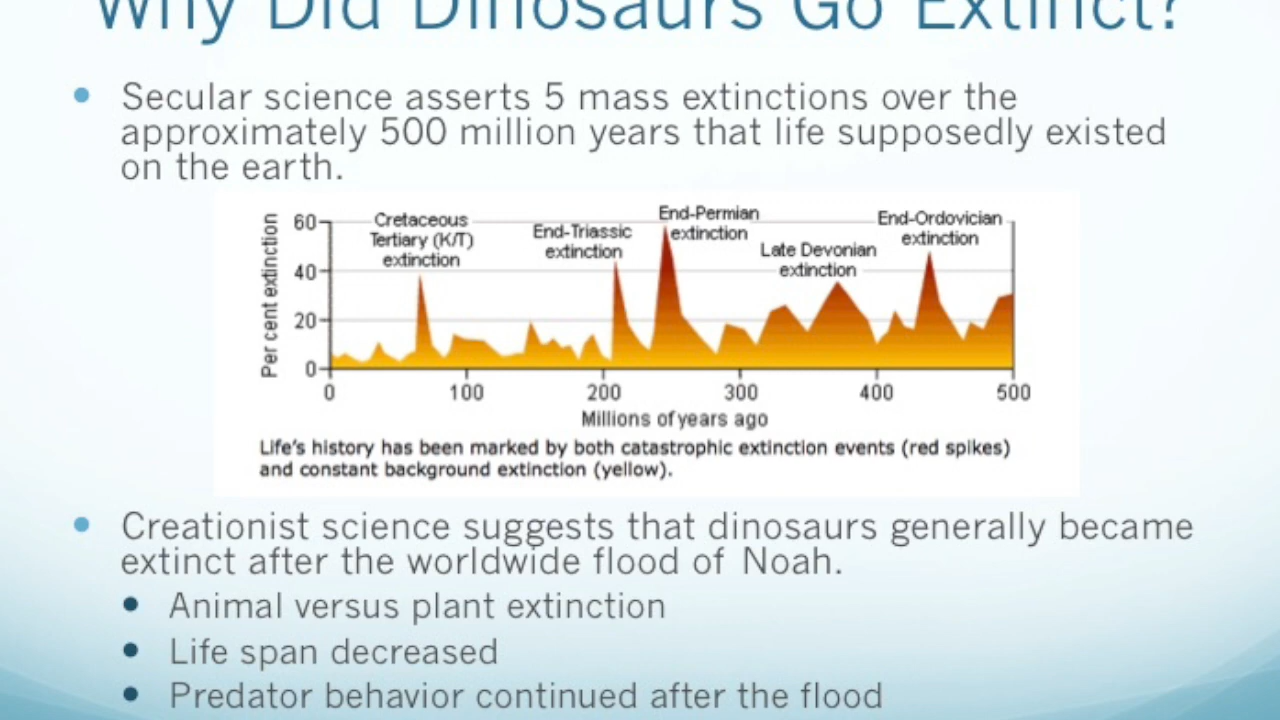 Why Did Dinosaurs Go Extinct?
• Secular science asserts 5 mass extinctions over the
approximately 500 million years that life supposedly existed
on the earth.
Per cent extinction
60
40
20
0
Cretaceous
Tertiary (K/T)
extinction
End-Triassic
extinction
End-Permian
extinction
Late Devonian
extinction
End-Ordovician
extinction
0 100 200 300 400 500
Millions of years ago
Life's history has been marked by both catastrophic extinction events (red spikes)
and constant background extinction (yellow).
• Creationist science suggests that dinosaurs generally became
extinct after the worldwide flood of Noah.
• Animal versus plant extinction
• Life span decreased
• Predator behavior continued after the flood